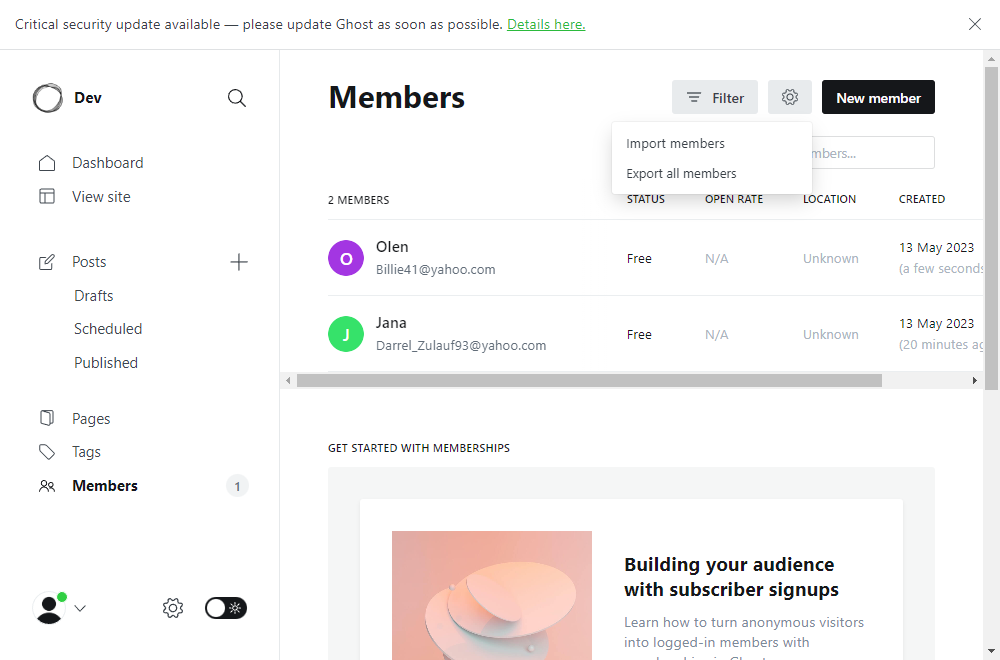 Critical security update available — please update Ghost as soon as possible. Details here.
Dev
Dashboard
View site
Posts
Drafts
Scheduled
Published
Pages
Tags
Members 1
Members
Filter
New member
Import members
Export all members
2 MEMBERS STATUS OPEN RATE LOCATION CREATED
O Olen Free N/A Unknown 13 May 2023
Billie41@yahoo.com (a few seconds
J Jana Free N/A Unknown 13 May 2023
Darrel_Zulauf93@yahoo.com (20 minutes
GET STARTED WITH MEMBERSHIPS
Building your audience
with subscriber signups
Learn how to turn anonymous visitors
into logged-in members with